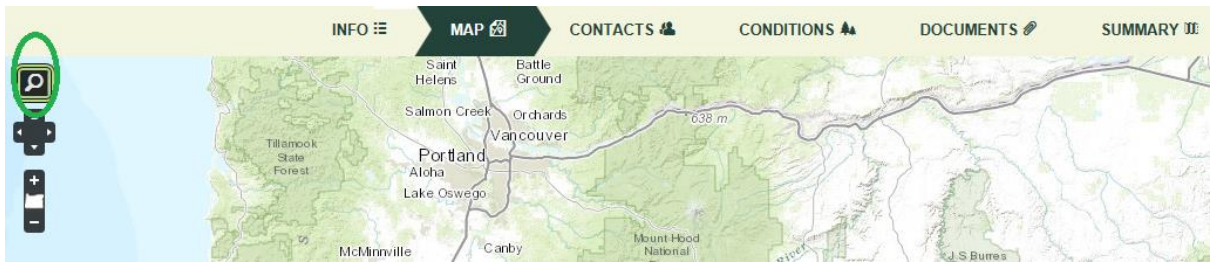 INFO MAP CONTACTS CONDITIONS DOCUMENTS SUMMARY
Saint
Helens
Battle
Ground
Salmon Creek
Orchards
638 m
Vancouver
Tillamook
State
Forest
Portland
Aloha
Lake Oswego
+
−
McMinnville
Canby
Mount Hood
National
River
J S Burres
S